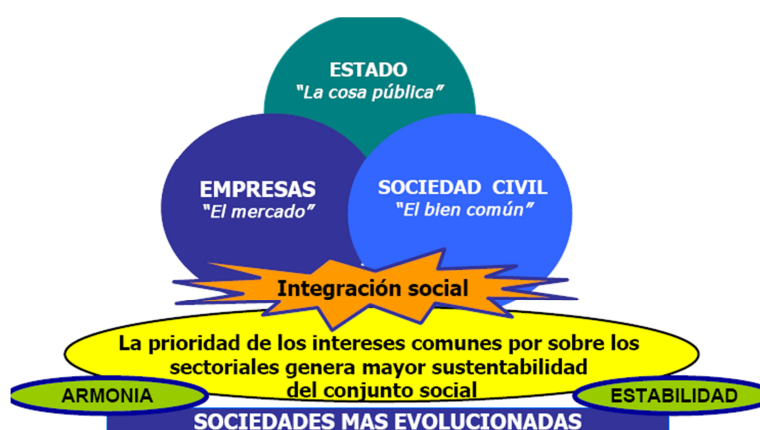 ESTADO
"La cosa pública"
EMPRESAS
"El mercado"
SOCIEDAD CIVIL
"El bien común"
Integración social
La prioridad de los intereses comunes por sobre los
sectoriales genera mayor sustentabilidad
del conjunto social
ARMONIA
ESTABILIDAD
SOCIEDADES MAS EVOLUCIONADAS